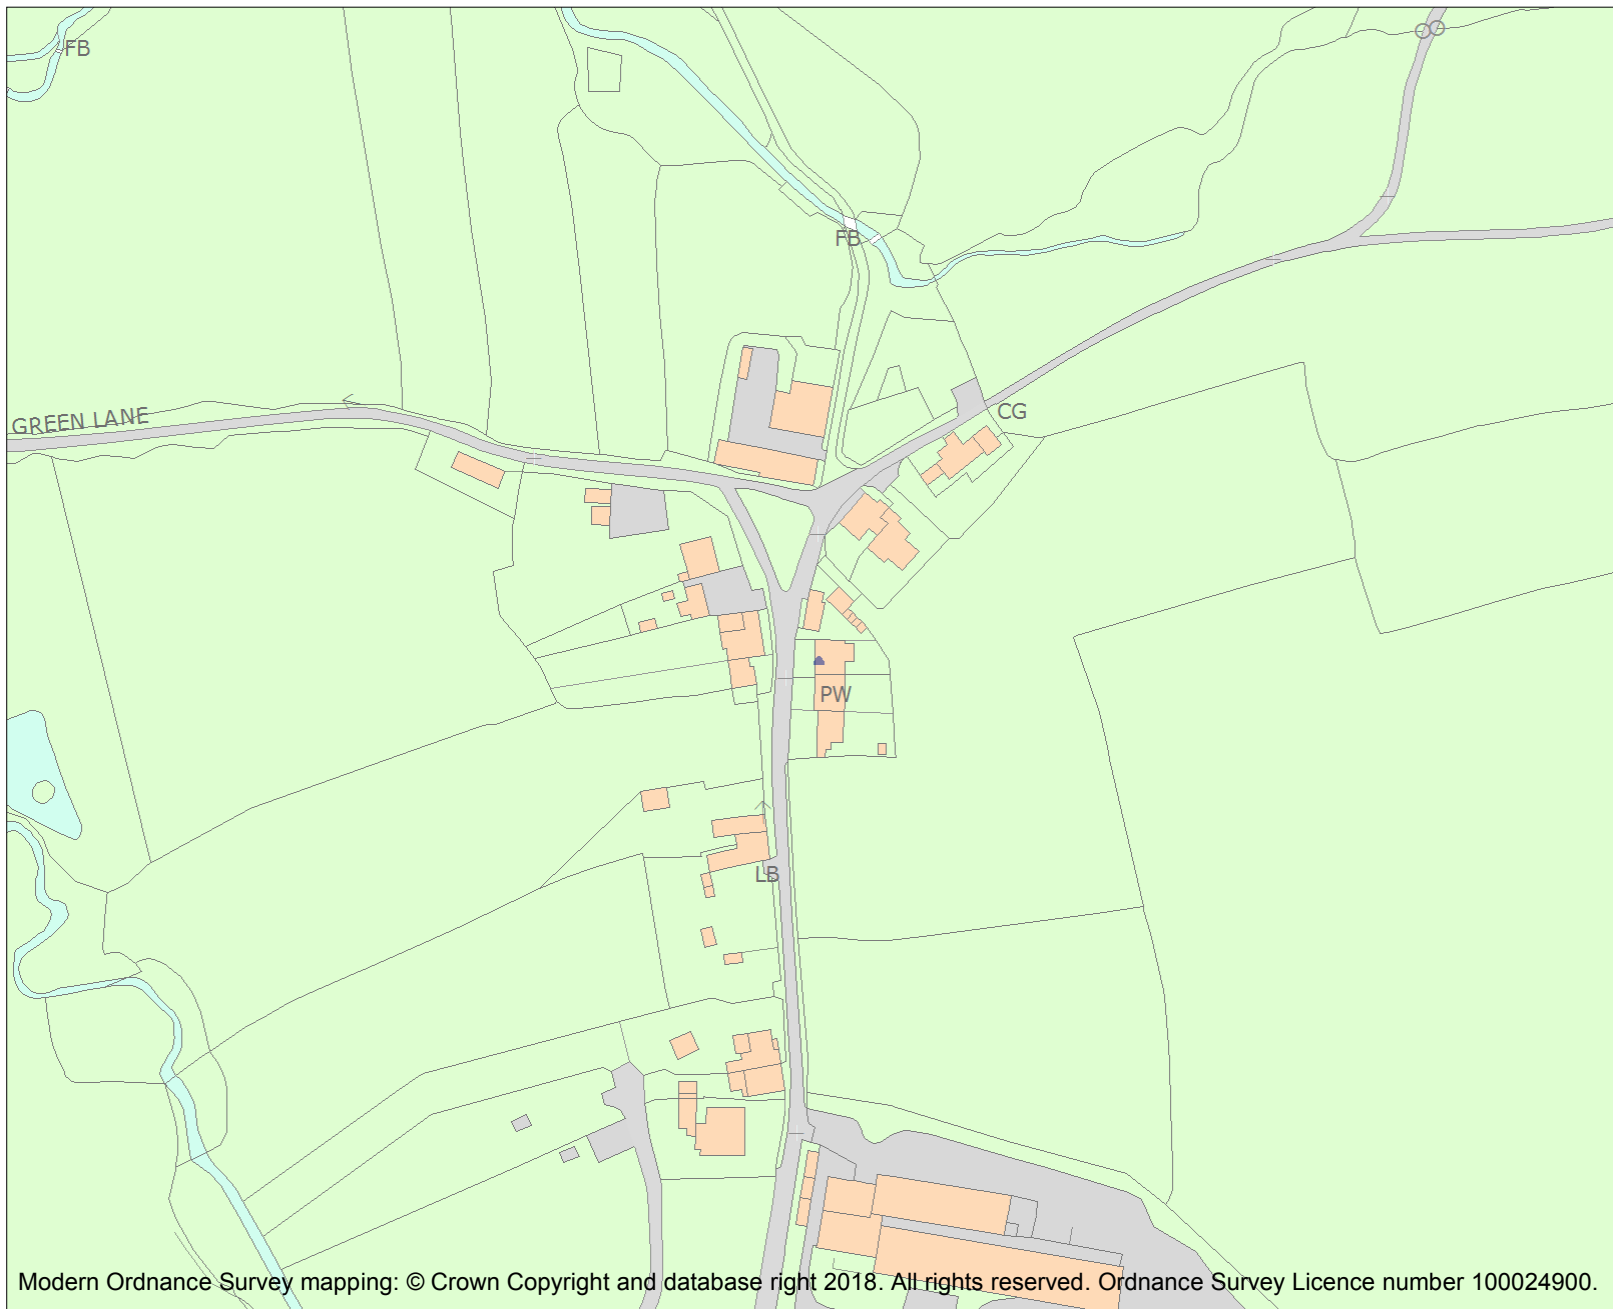 FB
FB
GREEN LANE
CG
PW
LB
Modern Ordnance Survey mapping: © Crown Copyright and database right 2018. All rights reserved. Ordnance Survey Licence number 100024900.